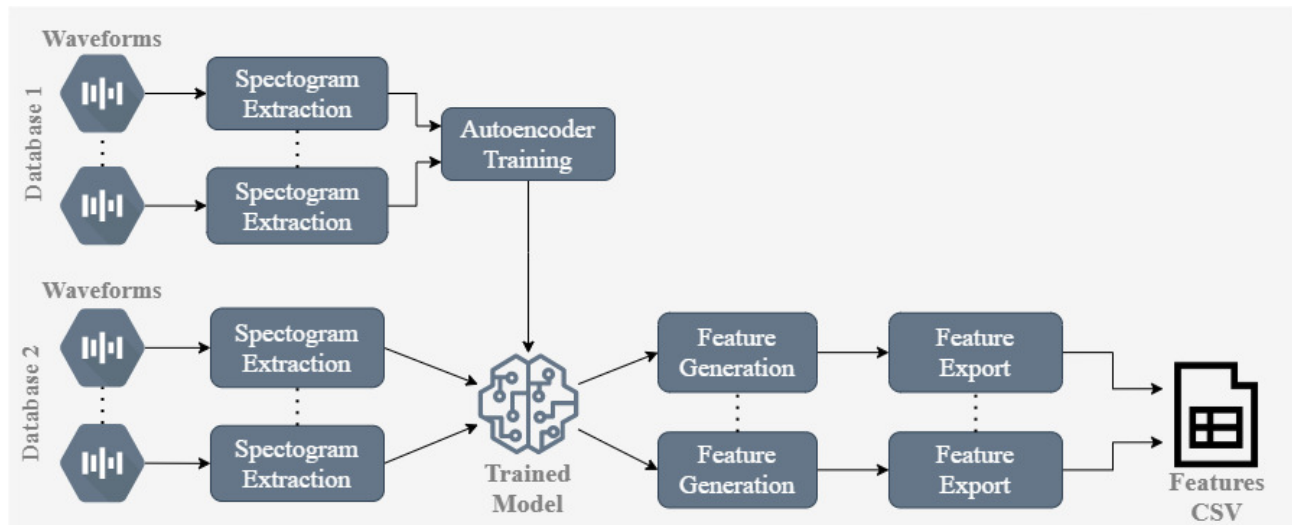 Waveforms
Database 1
Spectogram
Extraction
Spectogram
Extraction
Autoencoder
Training
Waveforms
Database 2
Spectogram
Extraction
Spectogram
Extraction
Trained
Model
Feature
Generation
Feature
Export
Feature
Generation
Feature
Export
Features
CSV